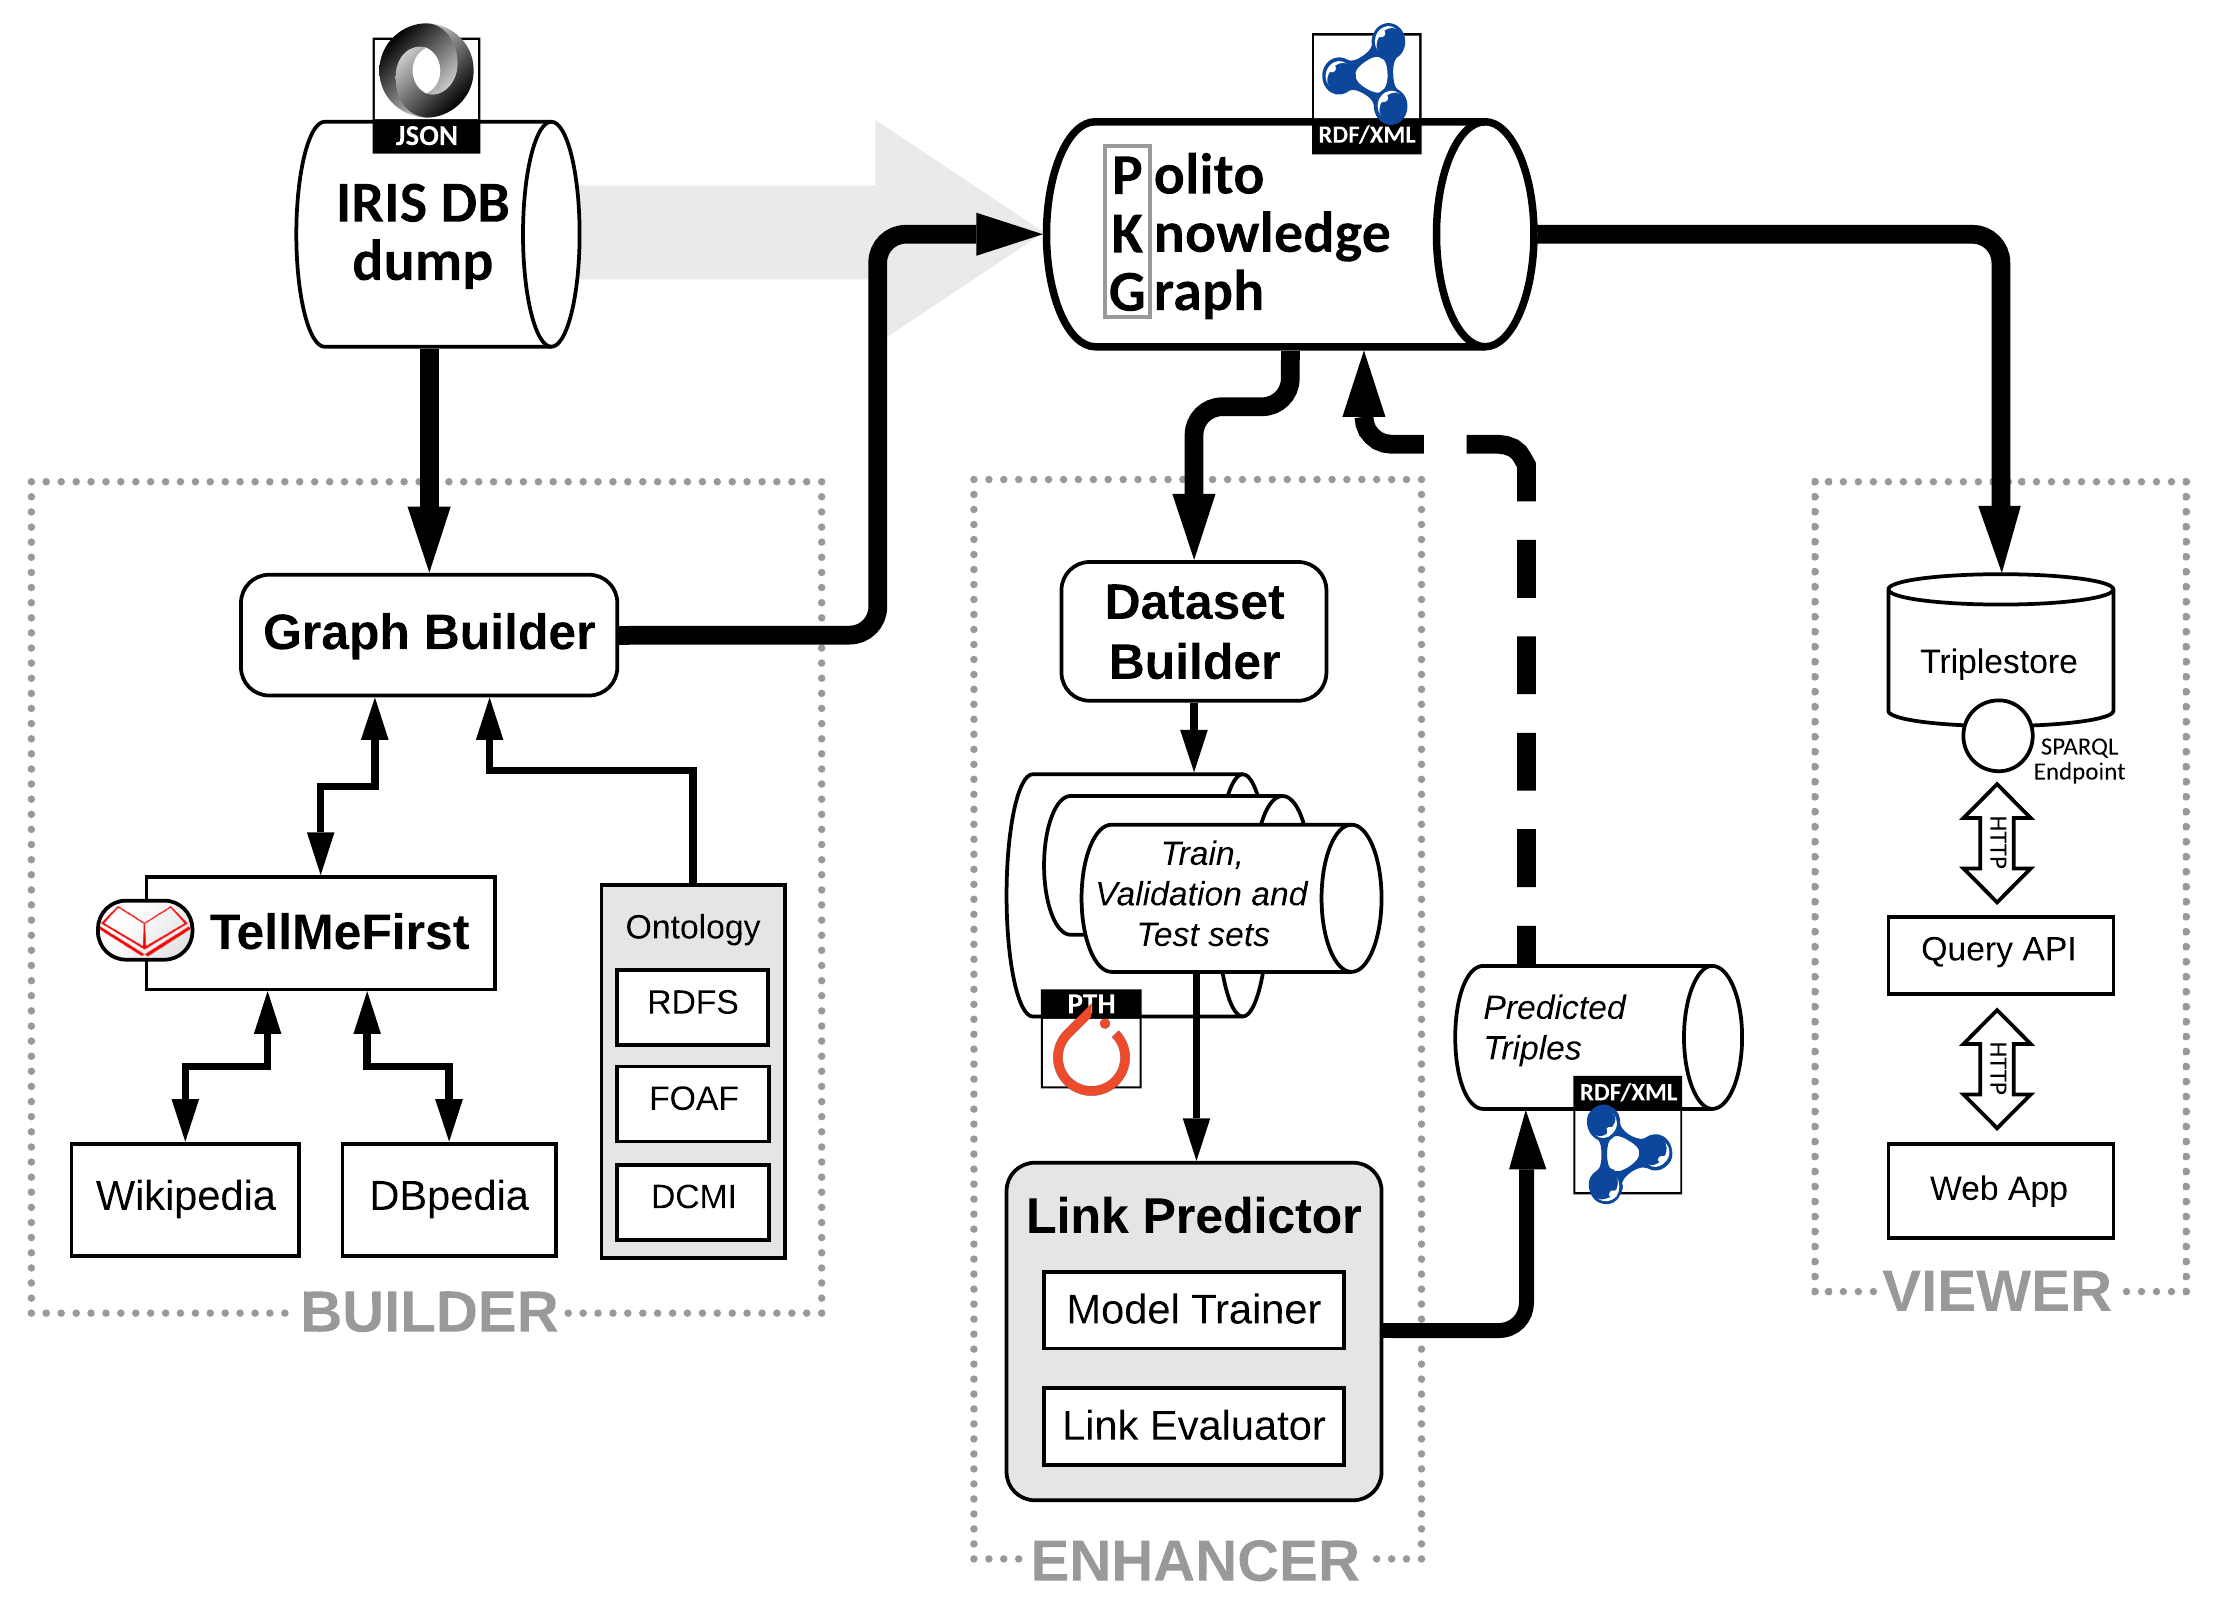 JSON
IRIS DB
dump
RDF/XML
Polito
Knowledge
Graph
Graph Builder
TellMeFirst
Wikipedia
DBpedia
Ontology
RDFS
FOAF
DCMI
BUILDER
Dataset
Builder
Train,
Validation and
Test sets
PTH
Link Predictor
Model Trainer
Link Evaluator
ENHANCER
Predicted
Triples
RDF/XML
Triplestore
SPARQL
Endpoint
HTTP
Query API
HTTP
Web App
VIEWER